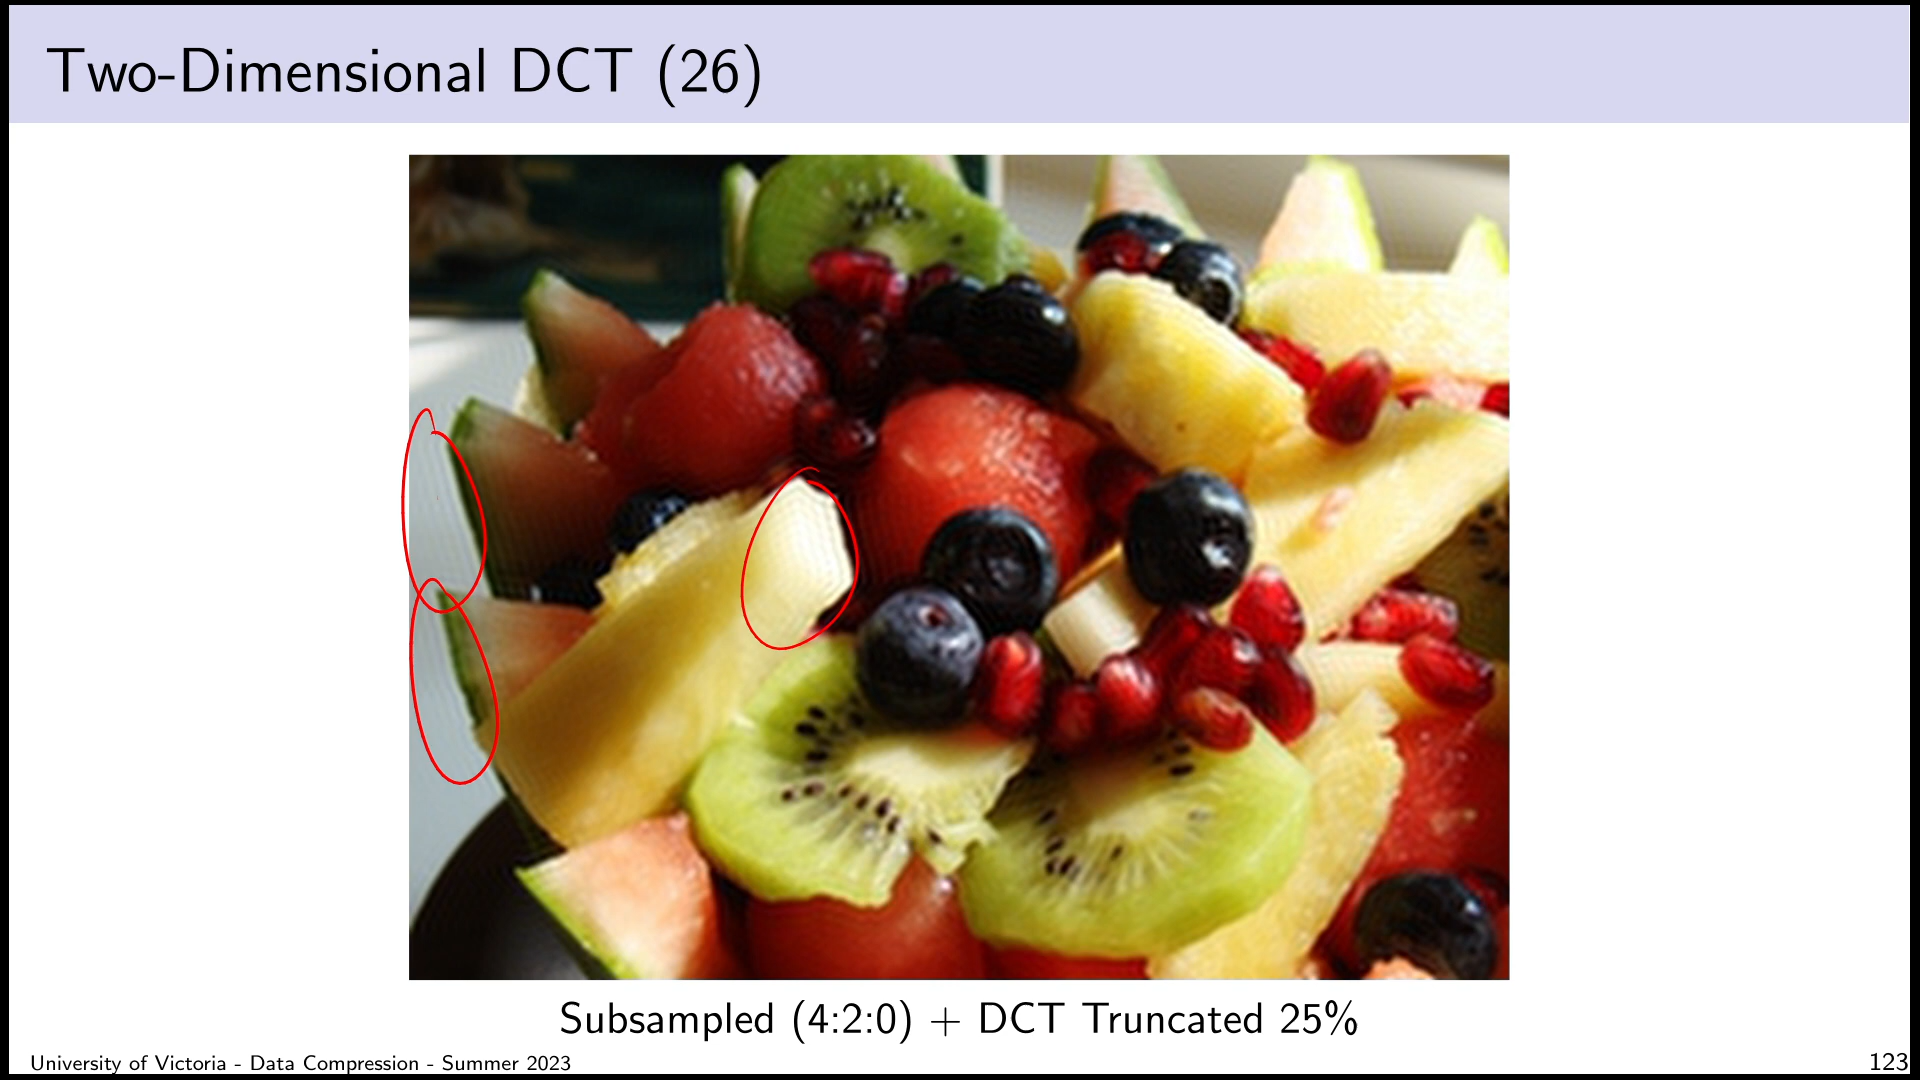 Two-Dimensional DCT (26)
Subsampled (4:2:0) + DCT Truncated 25%
University of Victoria - Data Compression - Summer 2023
123